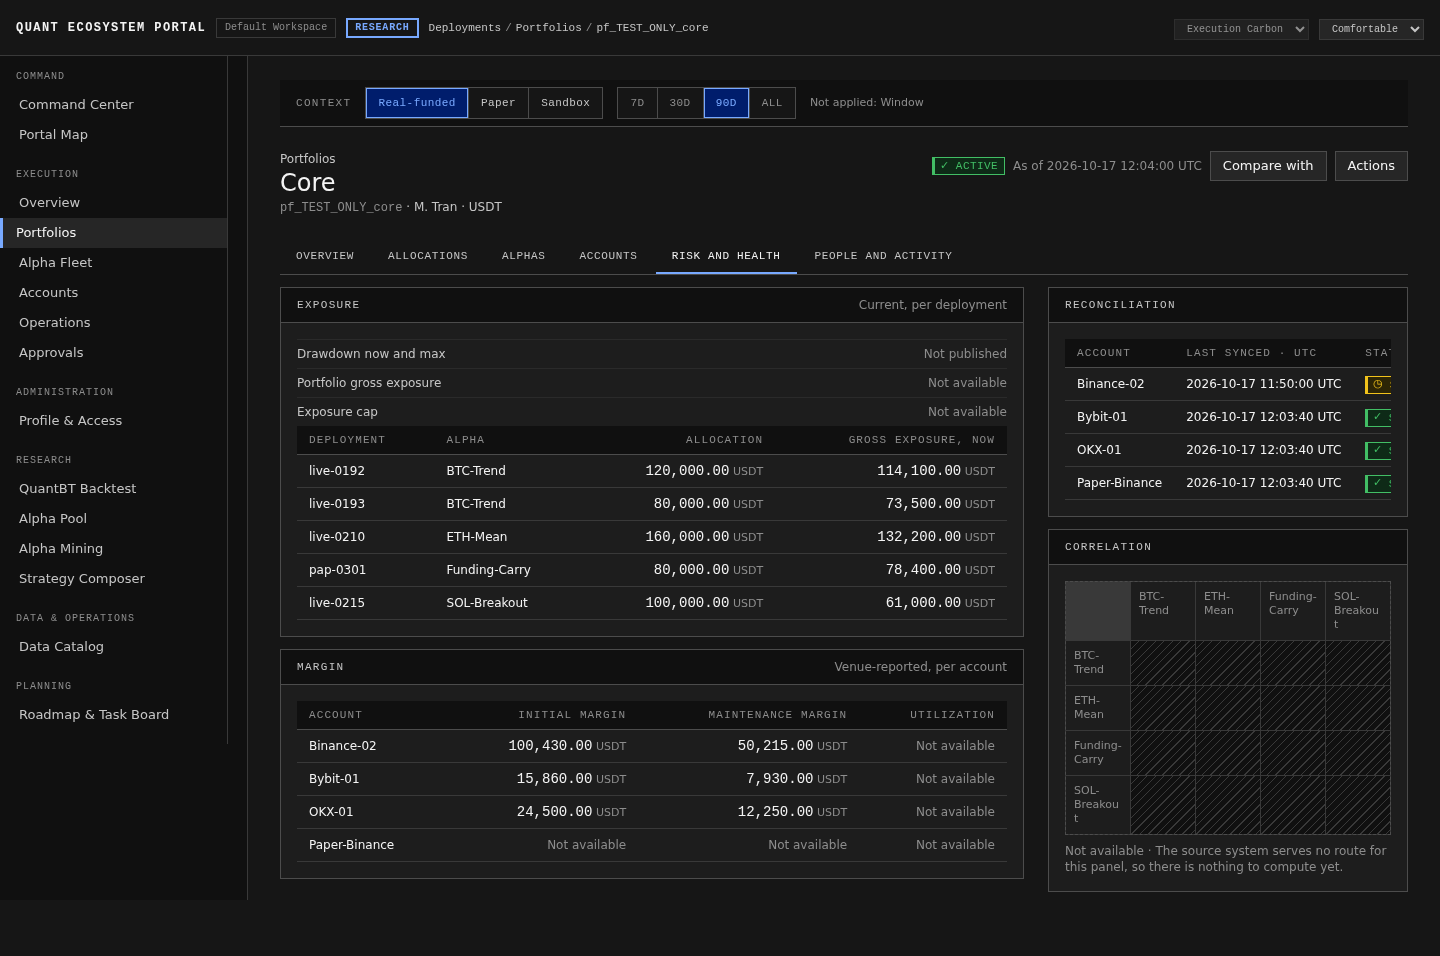 QUANT ECOSYSTEM PORTAL
Default Workspace
RESEARCH
Deployments / Portfolios / pf_TEST_ONLY_core
Execution Carbon
Comfortable
COMMAND
Command Center
Portal Map
EXECUTION
Overview
Portfolios
Alpha Fleet
Accounts
Operations
Approvals
ADMINISTRATION
Profile & Access
RESEARCH
QuantBT Backtest
Alpha Pool
Alpha Mining
Strategy Composer
DATA & OPERATIONS
Data Catalog
PLANNING
Roadmap & Task Board
CONTEXT Real-funded Paper Sandbox 7D 30D 90D ALL Not applied: Window
Portfolios
Core
pf_TEST_ONLY_core · M. Tran · USDT
✓ ACTIVE As of 2026-10-17 12:04:00 UTC Compare with Actions
OVERVIEW ALLOCATIONS ALPHAS ACCOUNTS RISK AND HEALTH PEOPLE AND ACTIVITY
EXPOSURE Current, per deployment
Drawdown now and max Not published
Portfolio gross exposure Not available
Exposure cap Not available
DEPLOYMENT ALPHA ALLOCATION GROSS EXPOSURE, NOW
live-0192 BTC-Trend 120,000.00 USDT 114,100.00 USDT
live-0193 BTC-Trend 80,000.00 USDT 73,500.00 USDT
live-0210 ETH-Mean 160,000.00 USDT 132,200.00 USDT
pap-0301 Funding-Carry 80,000.00 USDT 78,400.00 USDT
live-0215 SOL-Breakout 100,000.00 USDT 61,000.00 USDT
MARGIN Venue-reported, per account
ACCOUNT INITIAL MARGIN MAINTENANCE MARGIN UTILIZATION
Binance-02 100,430.00 USDT 50,215.00 USDT Not available
Bybit-01 15,860.00 USDT 7,930.00 USDT Not available
OKX-01 24,500.00 USDT 12,250.00 USDT Not available
Paper-Binance Not available Not available Not available
RECONCILIATION
ACCOUNT LAST SYNCED · UTC
Binance-02 2026-10-17 11:50:00 UTC
Bybit-01 2026-10-17 12:03:40 UTC ✓
OKX-01 2026-10-17 12:03:40 UTC ✓
Paper-Binance 2026-10-17 12:03:40 UTC ✓
CORRELATION
BTC-
Trend
ETH-
Mean
Funding-
Carry
SOL-
Breakou
t
BTC-
Trend
ETH-
Mean
Funding-
Carry
SOL-
Breakou
t
Not available · The source system serves no route for
this panel, so there is nothing to compute yet.